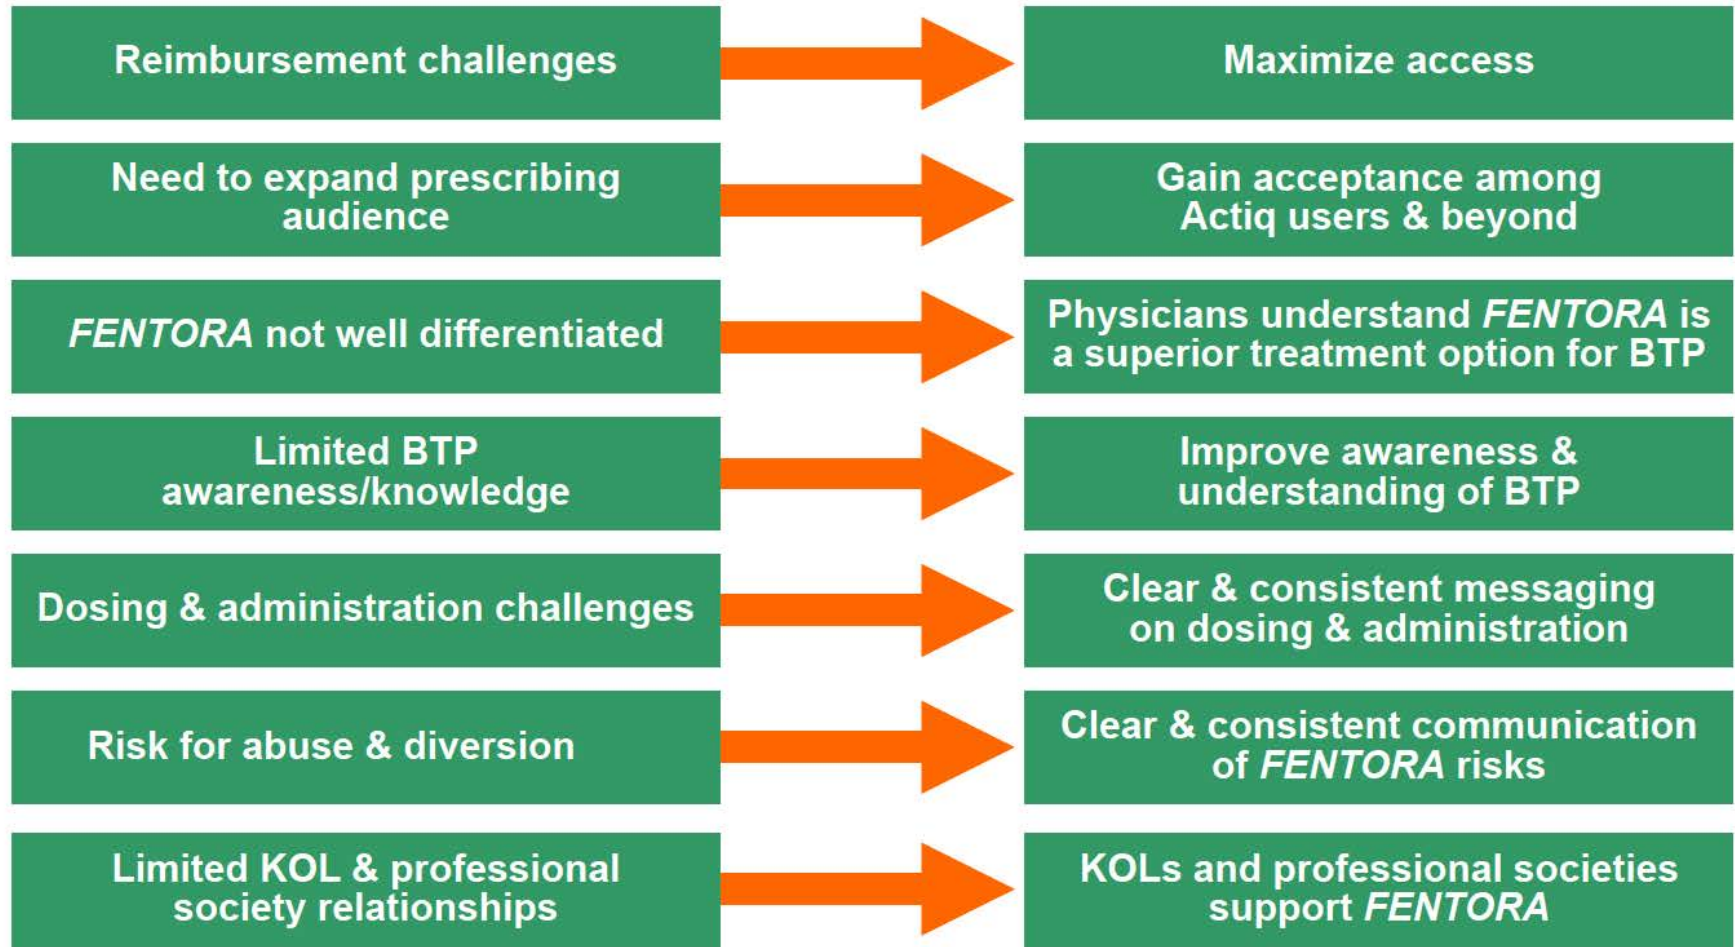 Reimbursement challenges
Maximize access
Need to expand prescribing
audience
Gain acceptance among
Actiq users & beyond
FENTORA not well differentiated
Physicians understand FENTORA is
a superior treatment option for BTP
Limited BTP
awareness/knowledge
Improve awareness &
understanding of BTP
Dosing & administration challenges
Clear & consistent messaging
on dosing & administration
Risk for abuse & diversion
Clear & consistent communication
of FENTORA risks
Limited KOL & professional
society relationships
KOLs and professional societies
support FENTORA